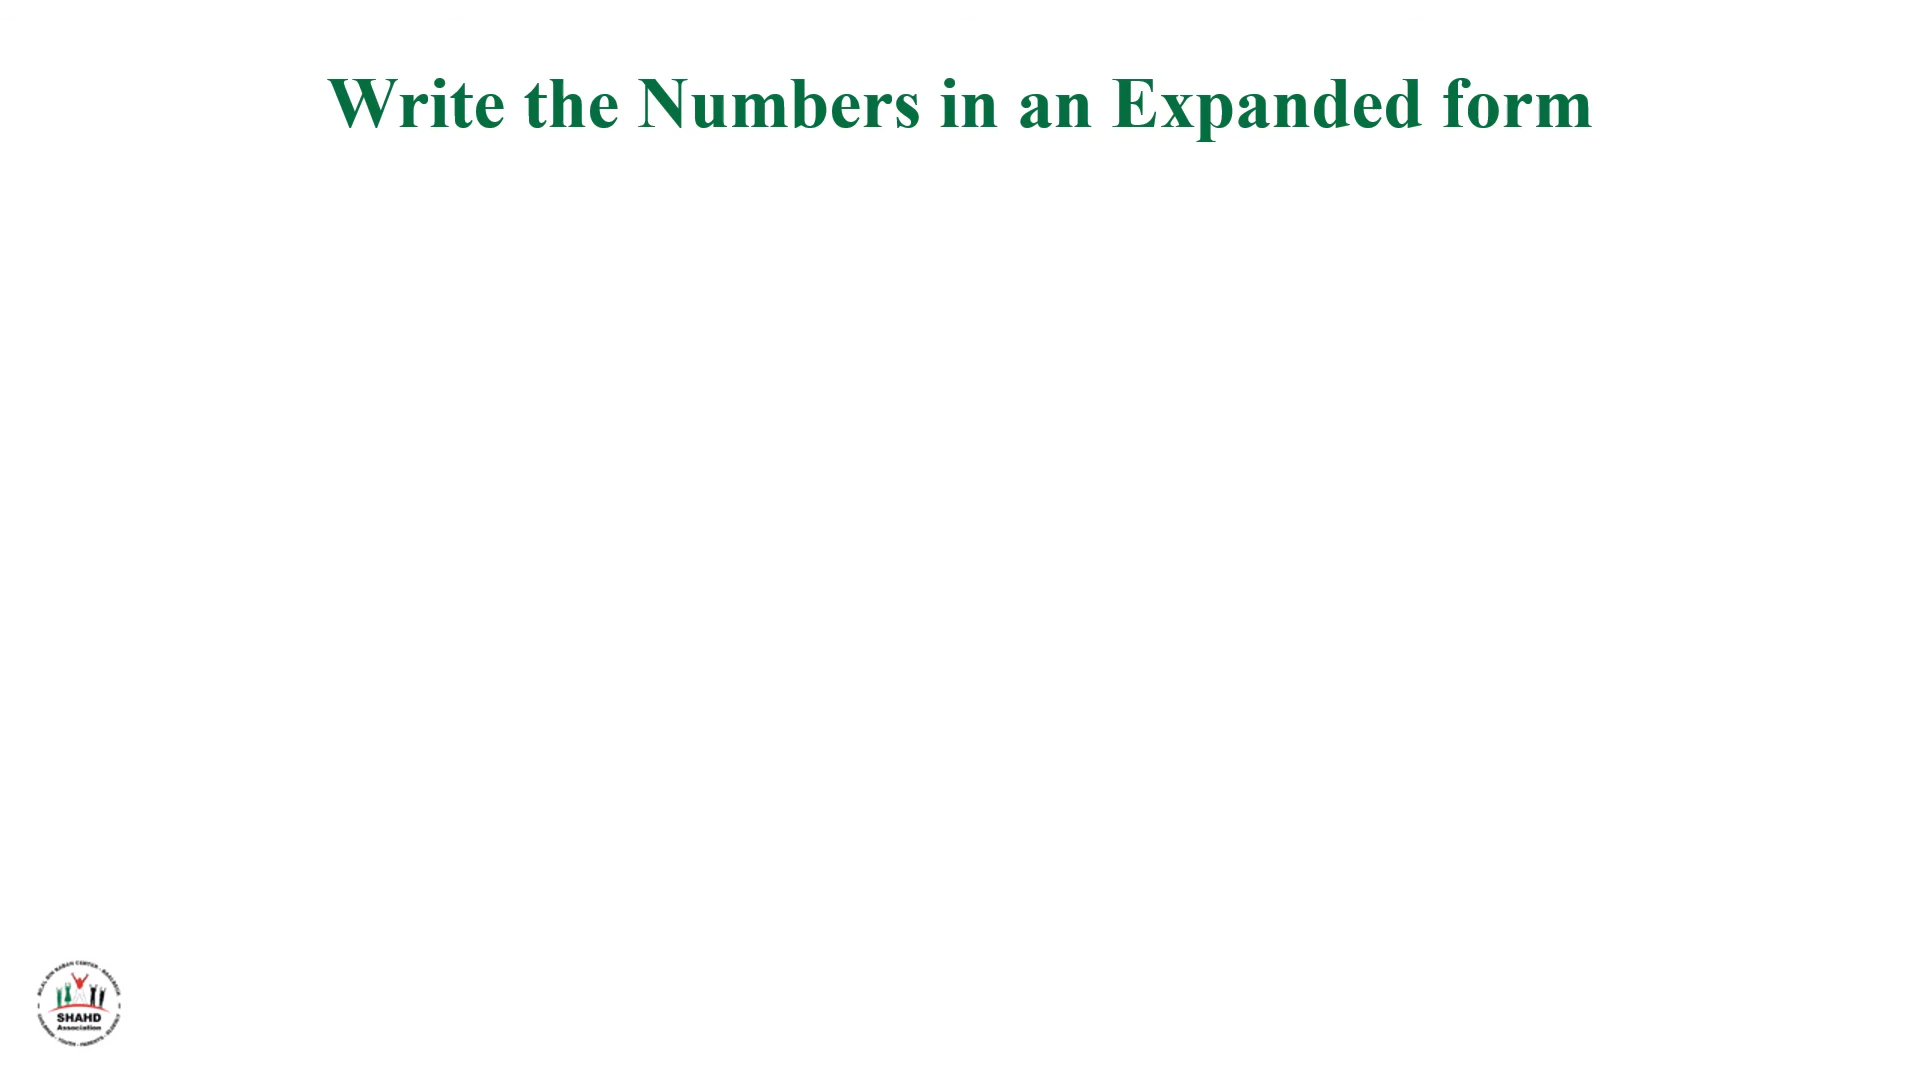 Write the Numbers in an Expanded form
SHAHD
Association